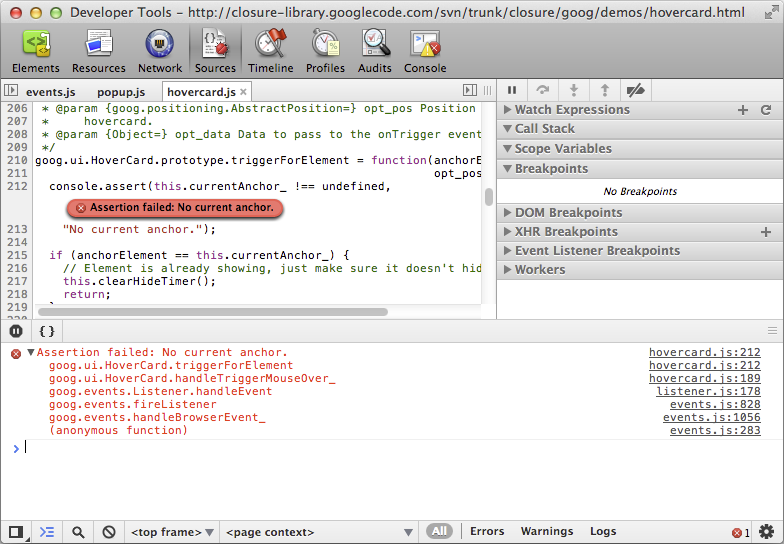 Developer Tools - http://closure-library.googlecode.com/svn/trunk/closure/goog/demos/hovercard.html
Elements Resources Network Sources Timeline Profiles Audits Console
events.js popup.js hovercard.js ×
206 * @param {goog.positioning.AbstractPosition=} opt_pos Position
207 *     hovercard.
208 * @param {Object=} opt_data Data to pass to the onTrigger event
209 */
210 goog.ui.HoverCard.prototype.triggerForElement = function(anchorE
211 opt_pos
212 console.assert(this.currentAnchor_ !== undefined,
Assertion failed: No current anchor.
213 "No current anchor.");
214
215 if (anchorElement == this.currentAnchor_) {
216 // Element is already showing, just make sure it doesn't hid
217 this.clearHideTimer();
218 return;
219 }
Watch Expressions
Call Stack
Scope Variables
Breakpoints
No Breakpoints
DOM Breakpoints
XHR Breakpoints
Event Listener Breakpoints
Workers
{}
Assertion failed: No current anchor. hovercard.js:212
goog.ui.HoverCard.triggerForElement hovercard.js:212
goog.ui.HoverCard.handleTriggerMouseOver_ hovercard.js:189
goog.events.Listener.handleEvent listener.js:178
goog.events.fireListener events.js:828
goog.events.handleBrowserEvent_ events.js:1056
(anonymous function) events.js:283
>
<top frame> <page context> All Errors Warnings Logs 1